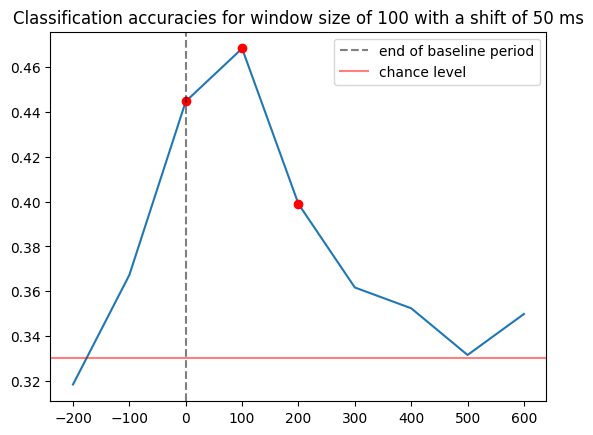 Classification accuracies for window size of 100 with a shift of 50 ms
end of baseline period
chance level
0.46
0.44
0.42
0.40
0.38
0.36
0.34
0.32
−200 −100 0 100 200 300 400 500 600